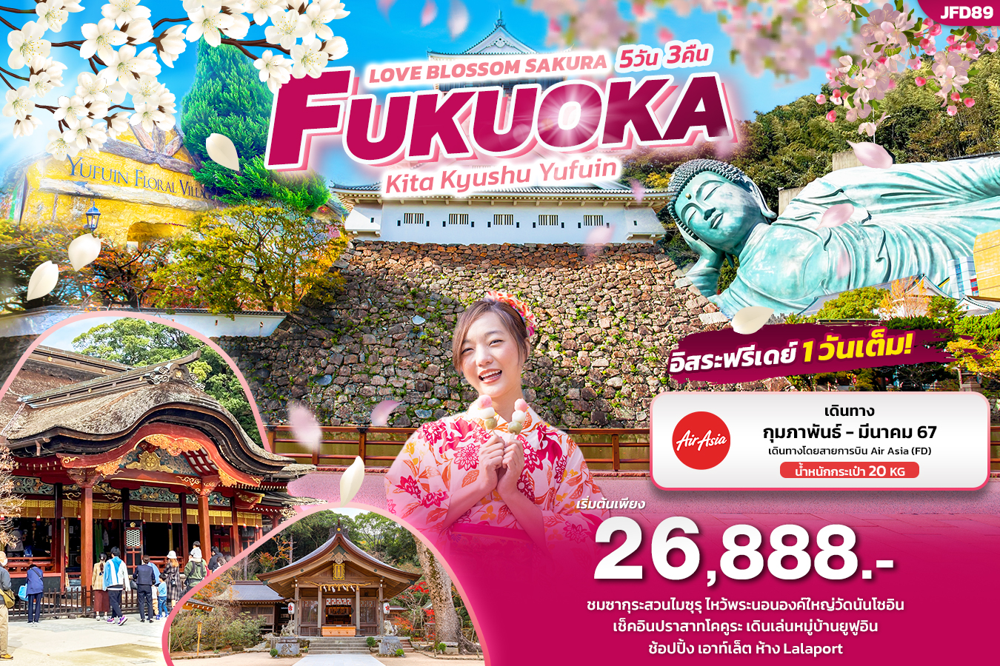 JFD89
LOVE BLOSSOM SAKURA 5วัน 3คืน
FUKUOKA
Kita Kyushu Yufuin
YUFUIN FLORAL VILLA
อิสระฟรีเดย์ 1 วันเต็ม!
AirAsia
เดินทาง
กุมภาพันธ์ - มีนาคม 67
เดินทางโดยสายการบิน Air Asia (FD)
น้ำหนักกระเป๋า 20 KG
เริ่มต้นเพียง
26,888.-
ชมซากุระสวนไมซุรุ ไหว้พระนอนองค์ใหญ่วัดนันโซอิน
เช็คอินปราสาทโคคุระ เดินเล่นหมู่บ้านยูฟูอิน
ช้อปปิ้ง เอาท์เล็ต ห้าง Lalaport